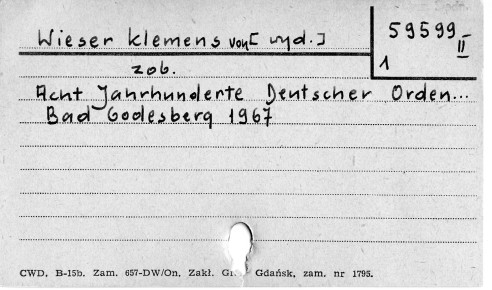 Wieser Klemens von [wyd.]
59599 II
1
zob.
Acht Jahrhunderte Deutscher Orden...
Bad Godesberg 1967
CWD. B-15b. Zam. 657-DW/On. Zakł. Gdańsk, zam. nr 1795.